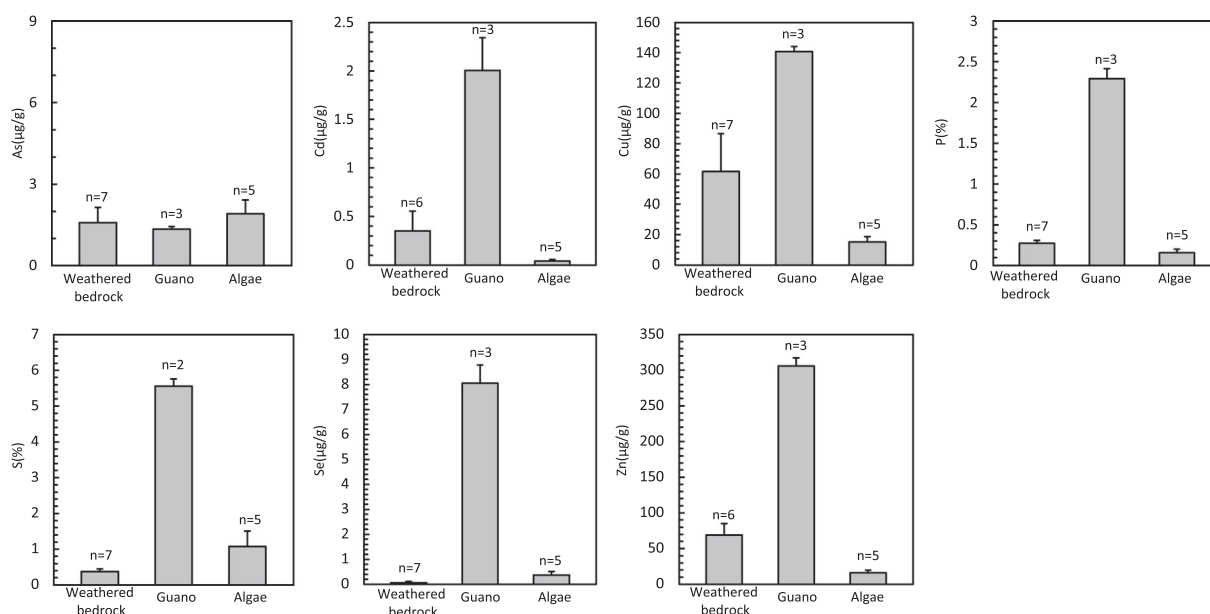 As(µg/g)
9
6
3
0
n=7
n=3
n=5
Weathered
bedrock
Guano
Algae
Cd(µg/g)
2.5
2
1.5
1
0.5
0
n=6
n=3
n=5
Weathered
bedrock
Guano
Algae
Cu(µg/g)
160
140
120
100
80
60
40
20
0
n=7
n=3
n=5
Weathered
bedrock
Guano
Algae
P(%)
3
2.5
2
1.5
1
0.5
0
n=7
n=3
n=5
Weathered
bedrock
Guano
Algae
S(%)
7
6
5
4
3
2
1
0
n=7
n=2
n=5
Weathered
bedrock
Guano
Algae
Se(µg/g)
10
9
8
7
6
5
4
3
2
1
0
n=7
n=3
n=5
Weathered
bedrock
Guano
Algae
Zn(µg/g)
350
300
250
200
150
100
50
0
n=6
n=3
n=5
Weathered
bedrock
Guano
Algae